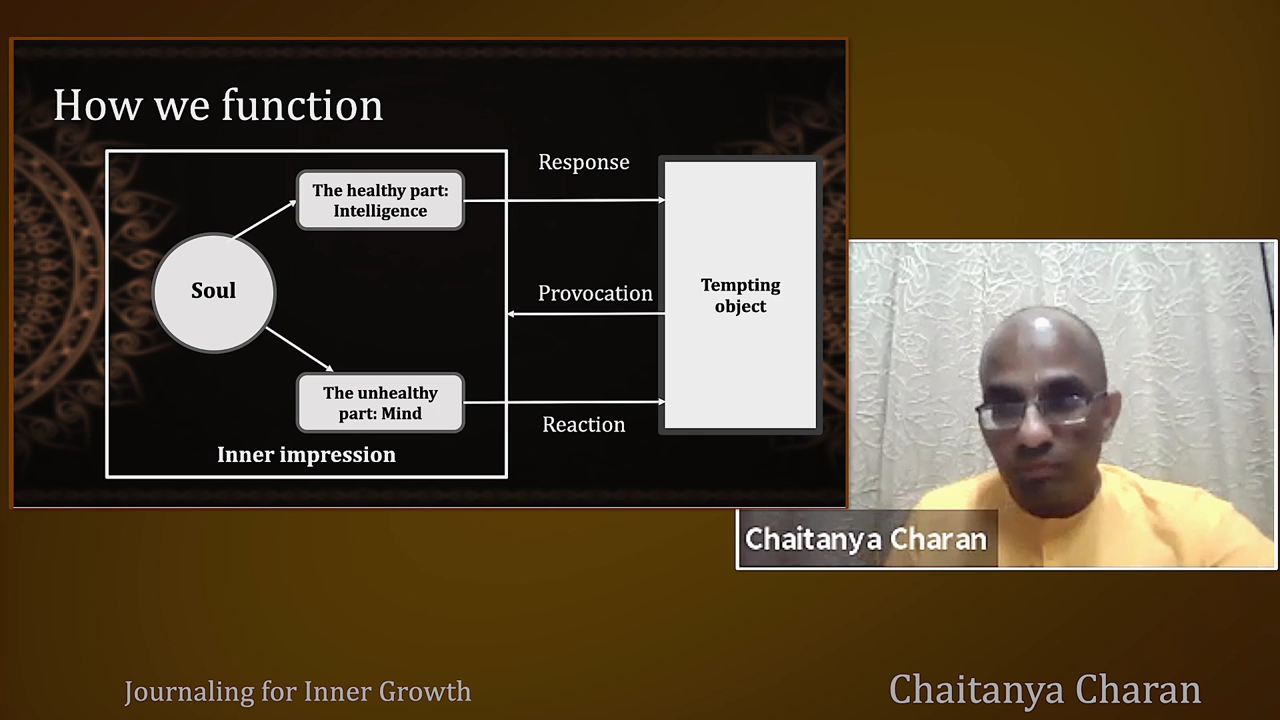 How we function
Response
The healthy part:
Intelligence
Soul
Provocation
Tempting
object
The unhealthy
part: Mind
Reaction
Inner impression
Chaitanya Charan
Journaling for Inner Growth
Chaitanya Charan